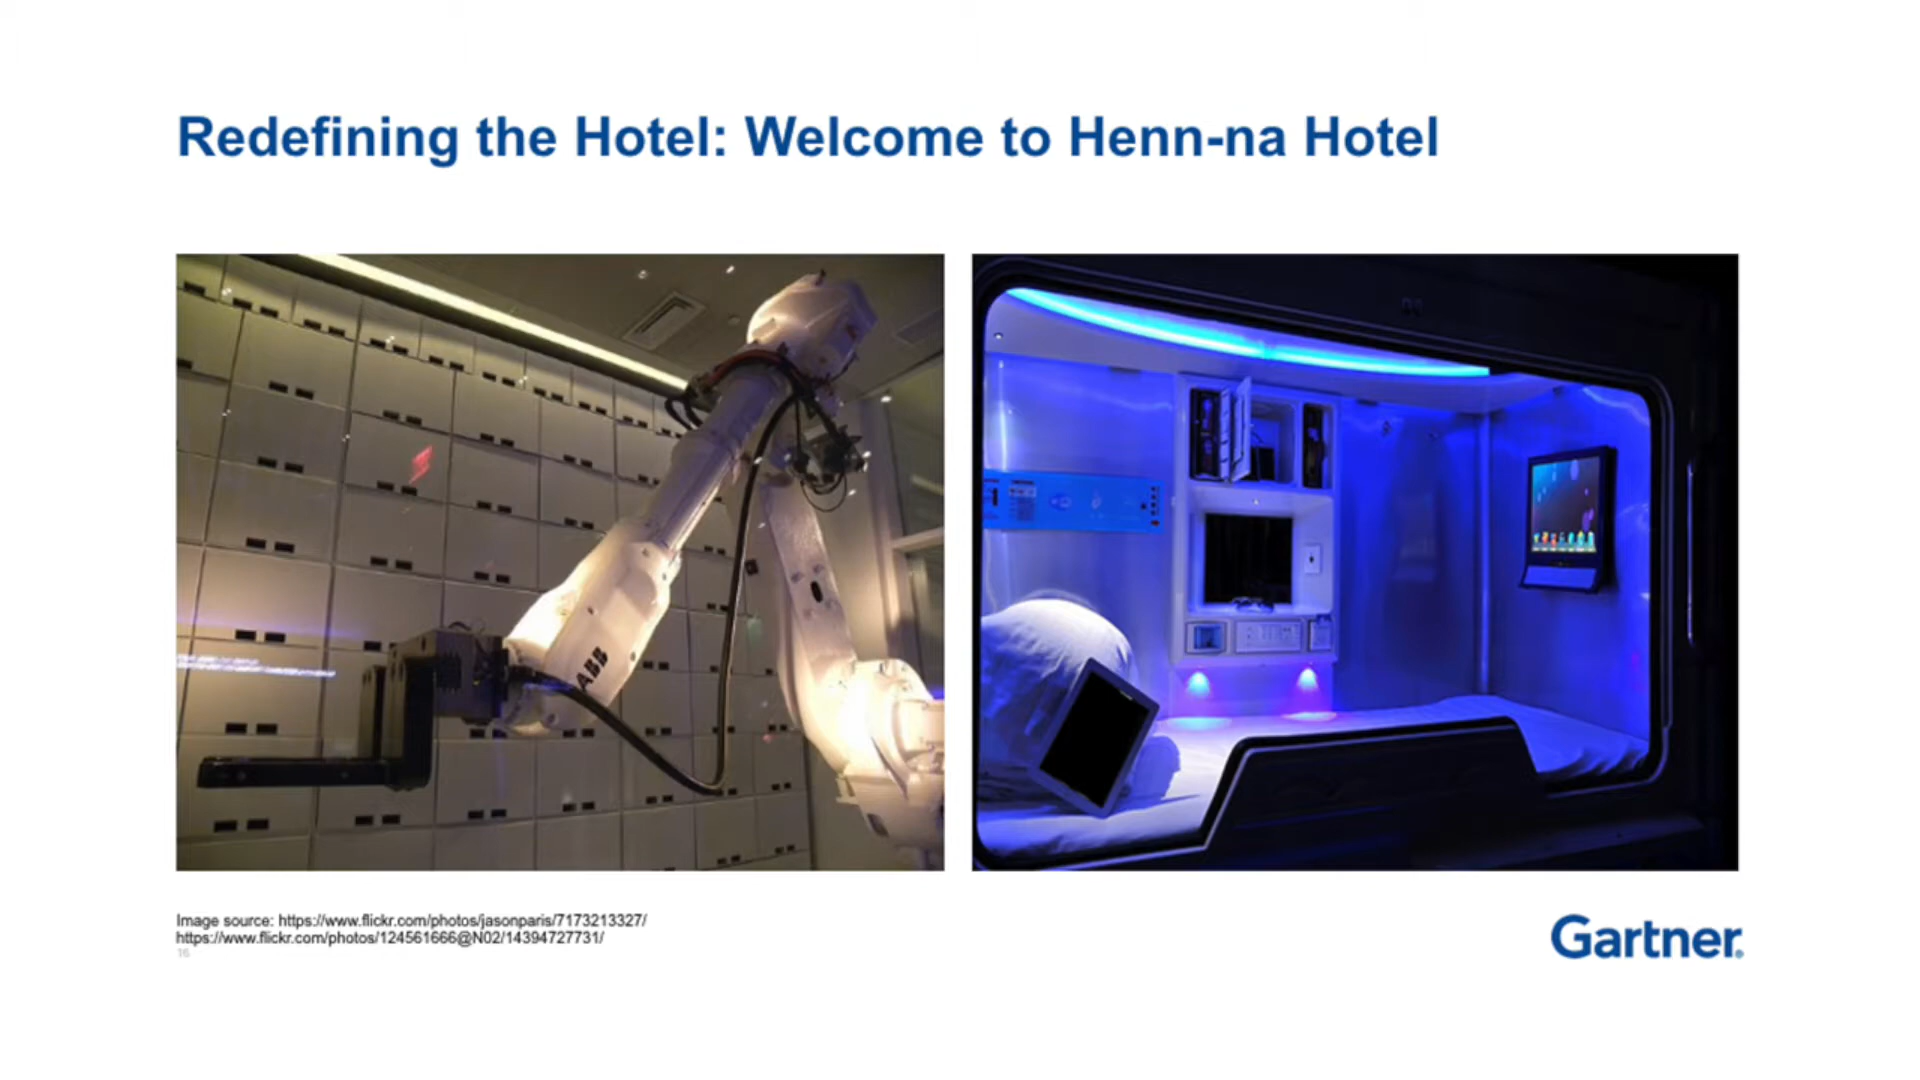 Redefining the Hotel: Welcome to Henn-na Hotel
ABB
Image source: https://www.flickr.com/photos/jasonparis/7173213327/
https://www.flickr.com/photos/124561666@N02/14394727731/
16
Gartner.